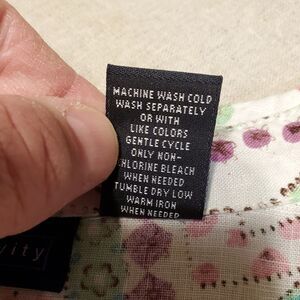 MACHINE WASH COLD
WASH SEPARATELY
OR WITH
LIKE COLORS
GENTLE CYCLE
ONLY NON-
CHLORINE BLEACH
WHEN NEEDED
TUMBLE DRY LOW
WARM IRON
WHEN NEEDED